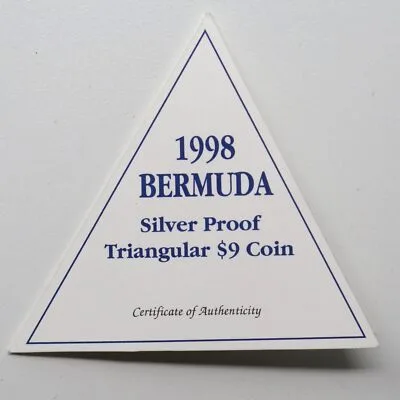 1998
BERMUDA
Silver Proof
Triangular $9 Coin
Certificate of Authenticity